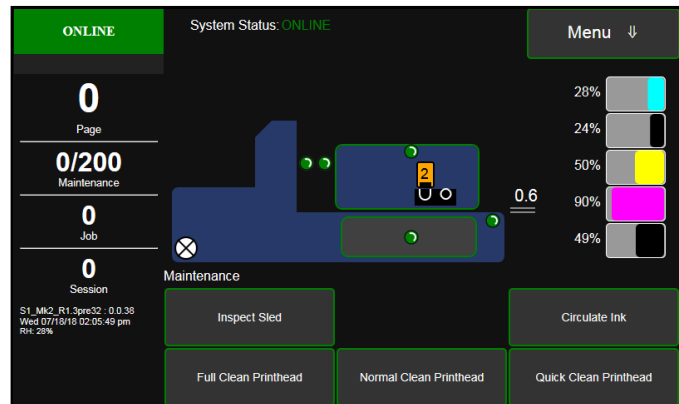 ONLINE
System Status: ONLINE
Menu ⇓
0
Page
0/200
Maintenance
0
Job
0
Session
S1_Mk2_R1.3pre32 : 0.0.38
Wed 07/18/18 02:05:49 pm
RH: 28%
2
0.6
28%
24%
50%
90%
49%
Maintenance
Inspect Sled
Circulate Ink
Full Clean Printhead
Normal Clean Printhead
Quick Clean Printhead